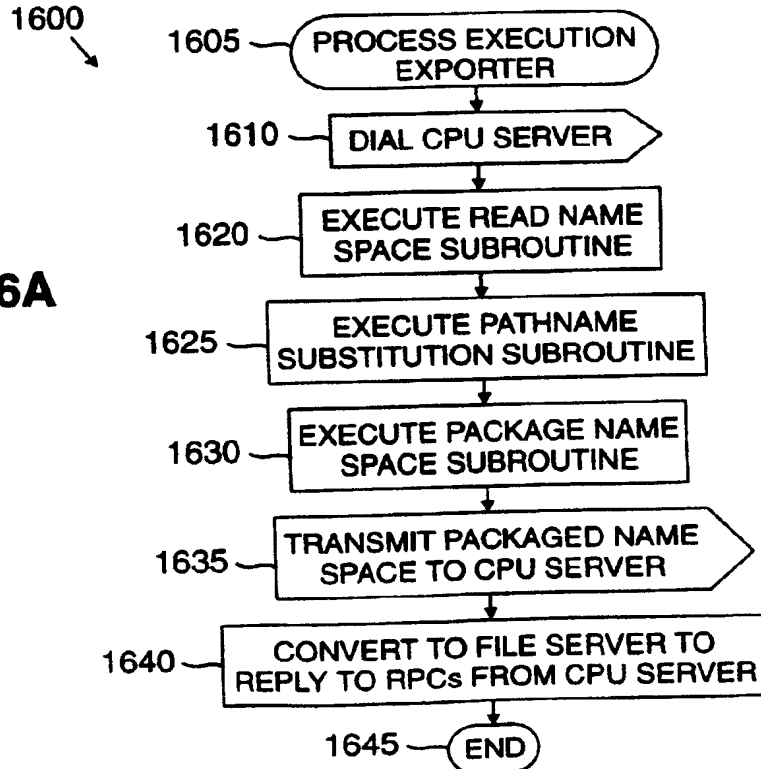 1600
1605
PROCESS EXECUTION
EXPORTER
1610
DIAL CPU SERVER
1620
EXECUTE READ NAME
SPACE SUBROUTINE
6A
1625
EXECUTE PATHNAME
SUBSTITUTION SUBROUTINE
1630
EXECUTE PACKAGE NAME
SPACE SUBROUTINE
1635
TRANSMIT PACKAGED NAME
SPACE TO CPU SERVER
1640
CONVERT TO FILE SERVER TO
REPLY TO RPCs FROM CPU SERVER
1645
END